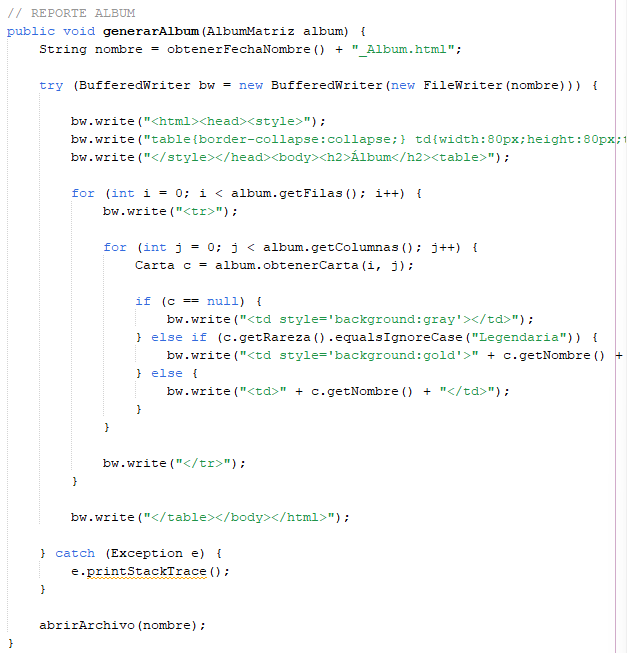 // REPORTE ALBUM
public void generarAlbum(AlbumMatriz album) {
String nombre = obtenerFechaNombre() + "_Album.html";
try (BufferedWriter bw = new BufferedWriter(new FileWriter(nombre))) {
bw.write("<html><head><style>");
bw.write("table{border-collapse:collapse;} td{width:80px;height:80px;
bw.write("</style></head><body><h2>Álbum</h2><table>");
for (int i = 0; i < album.getFilas(); i++) {
bw.write("<tr>");
for (int j = 0; j < album.getColumnas(); j++) {
Carta c = album.obtenerCarta(i, j);
if (c == null) {
bw.write("<td style='background:gray'></td>");
} else if (c.getRareza().equalsIgnoreCase("Legendaria")) {
bw.write("<td style='background:gold'>" + c.getNombre() +
} else {
bw.write("<td>" + c.getNombre() + "</td>");
}
}
bw.write("</tr>");
}
bw.write("</table></body></html>");
} catch (Exception e) {
e.printStackTrace();
}
abrirArchivo(nombre);
}